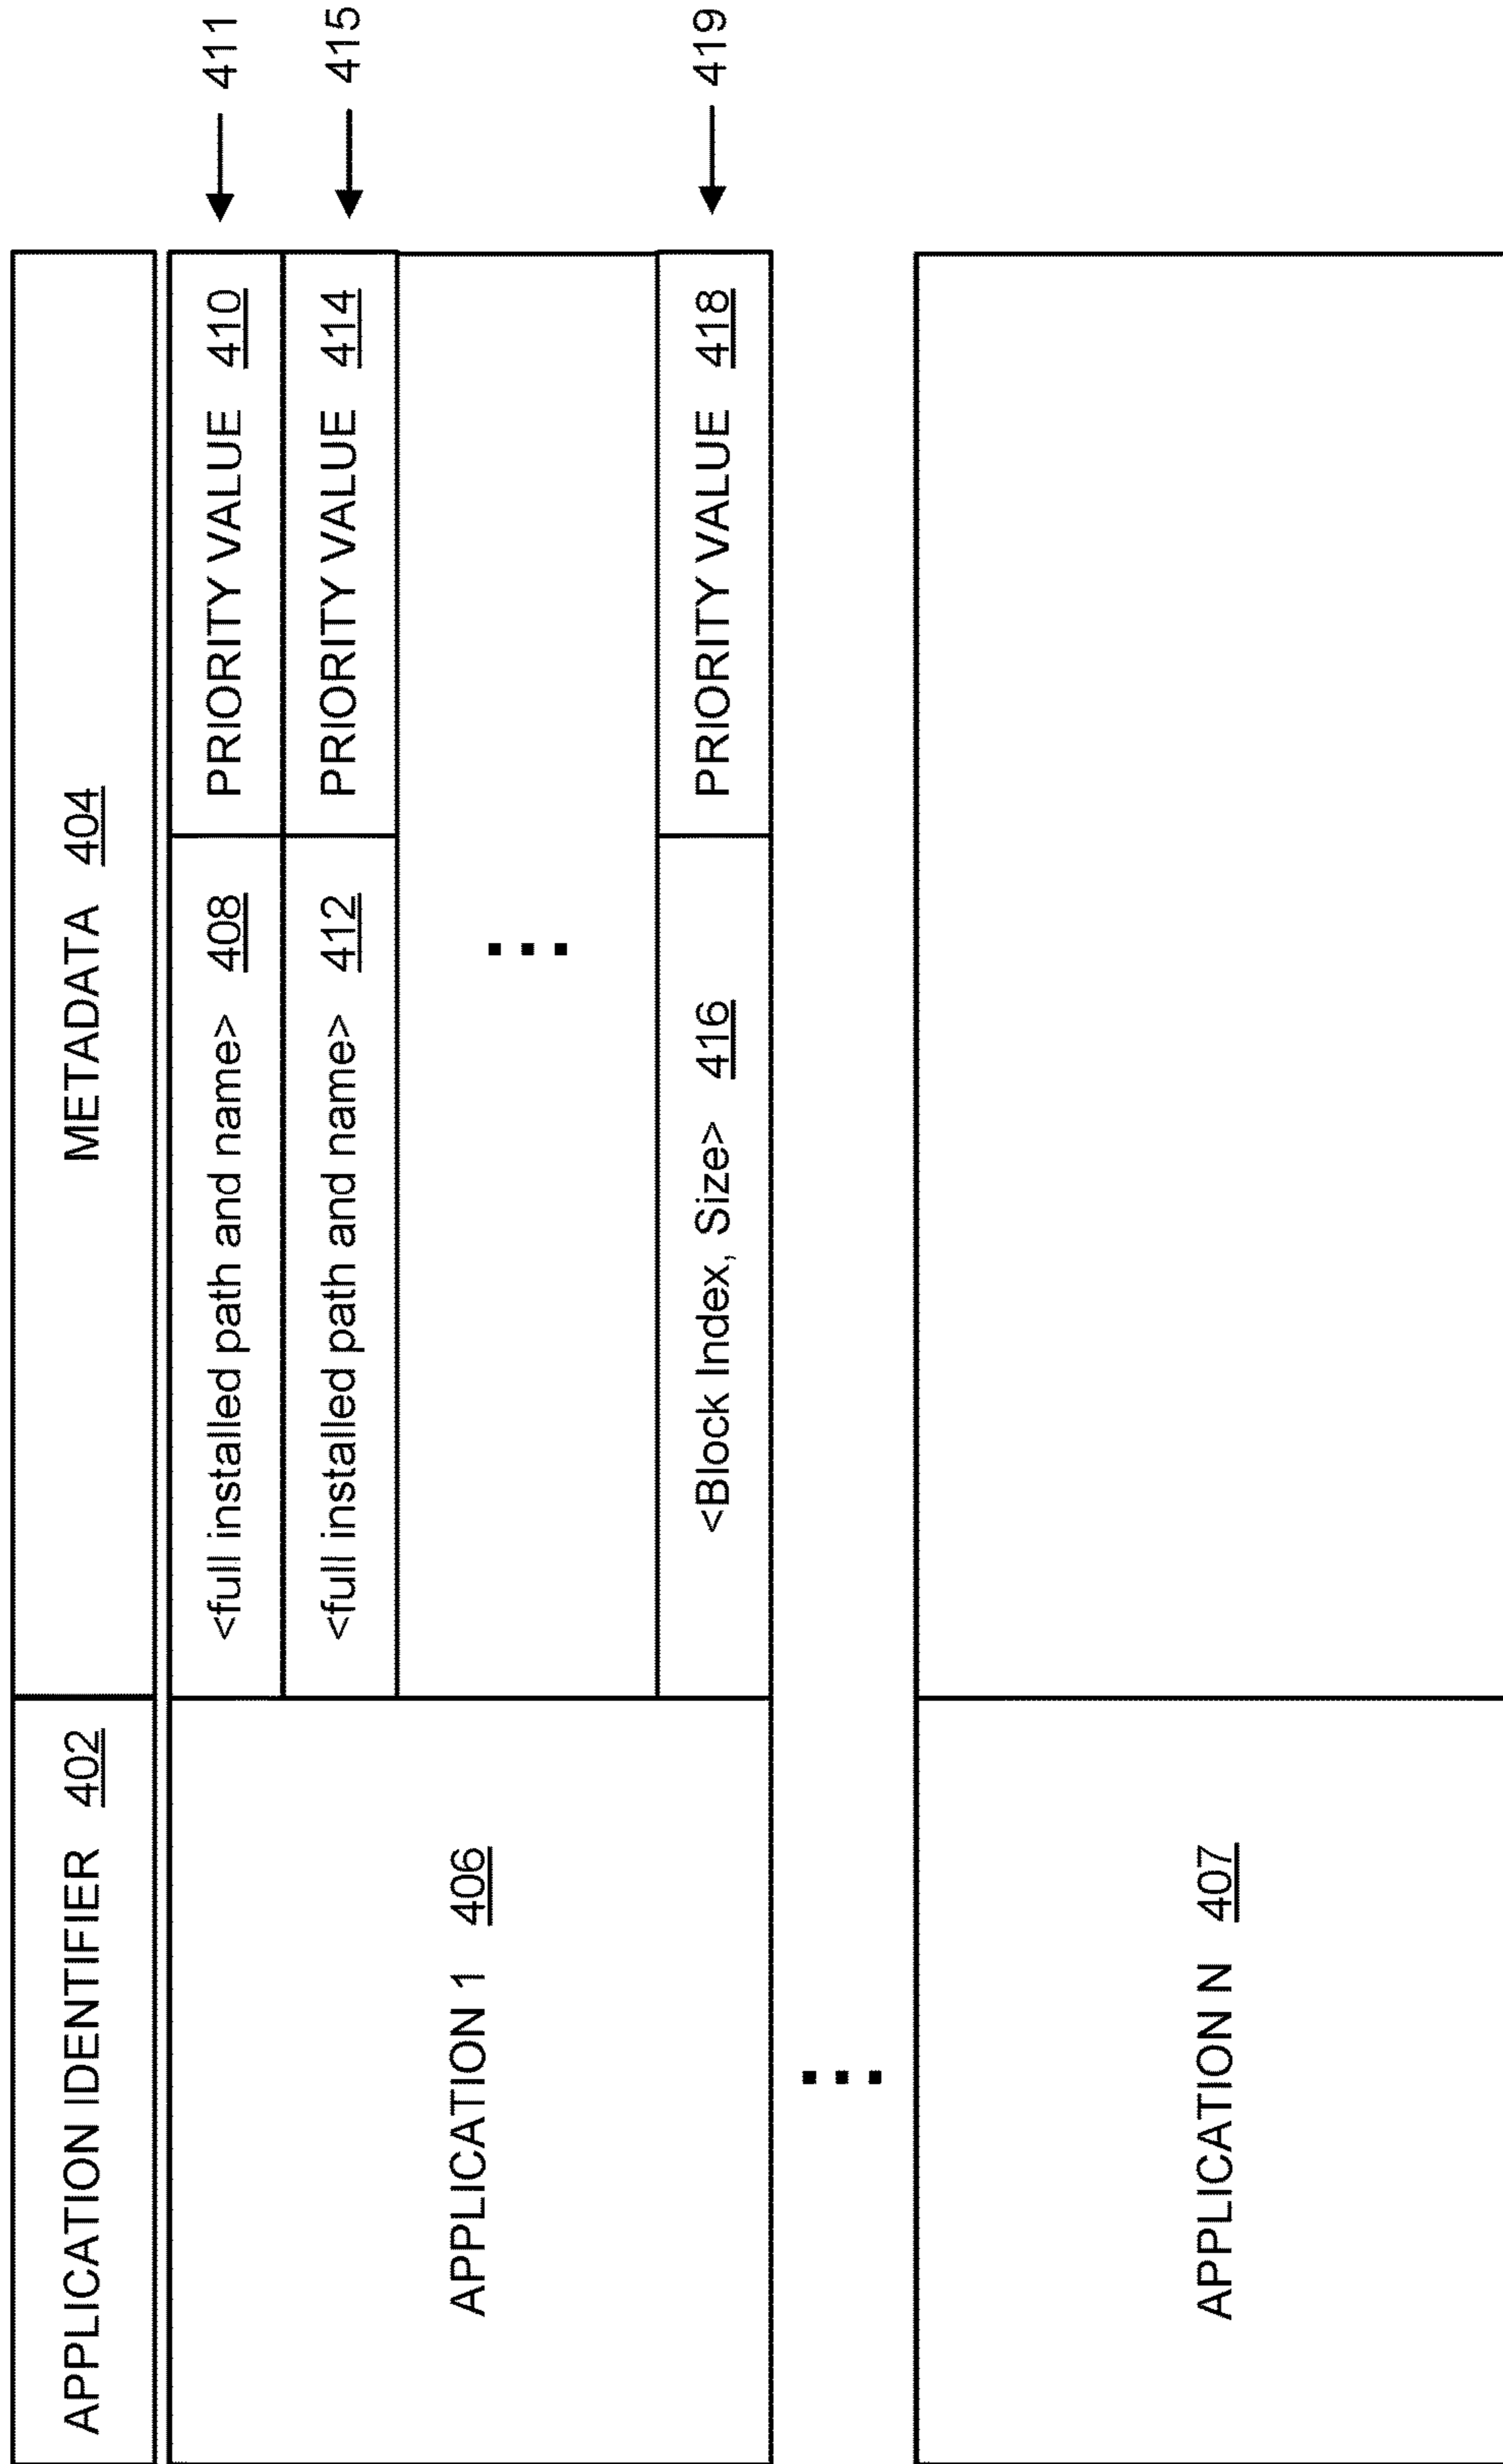 APPLICATION IDENTIFIER 402 METADATA 404
<full installed path and name> 408 PRIORITY VALUE 410 411
<full installed path and name> 412 PRIORITY VALUE 414 415
APPLICATION 1 406
<Block Index, Size> 416 PRIORITY VALUE 418 419
APPLICATION N 407